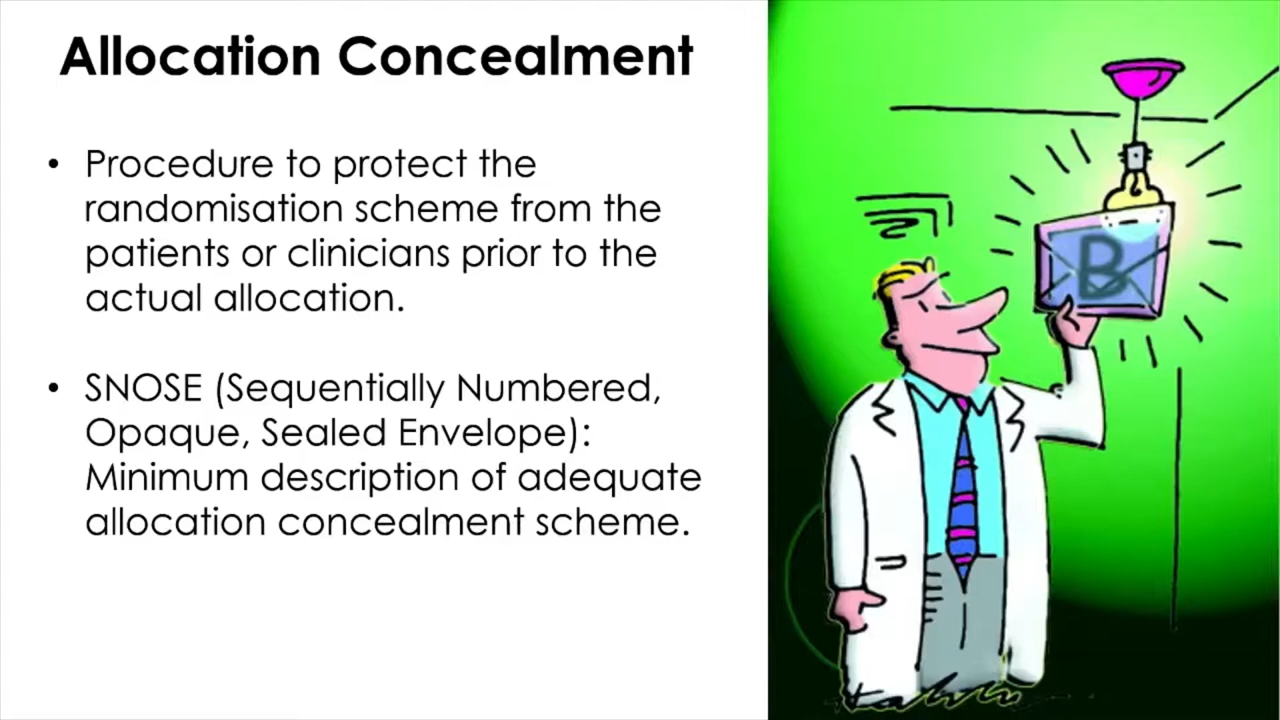 Allocation Concealment
• Procedure to protect the
randomisation scheme from the
patients or clinicians prior to the
actual allocation.
• SNOSE (Sequentially Numbered,
Opaque, Sealed Envelope):
Minimum description of adequate
allocation concealment scheme.
B